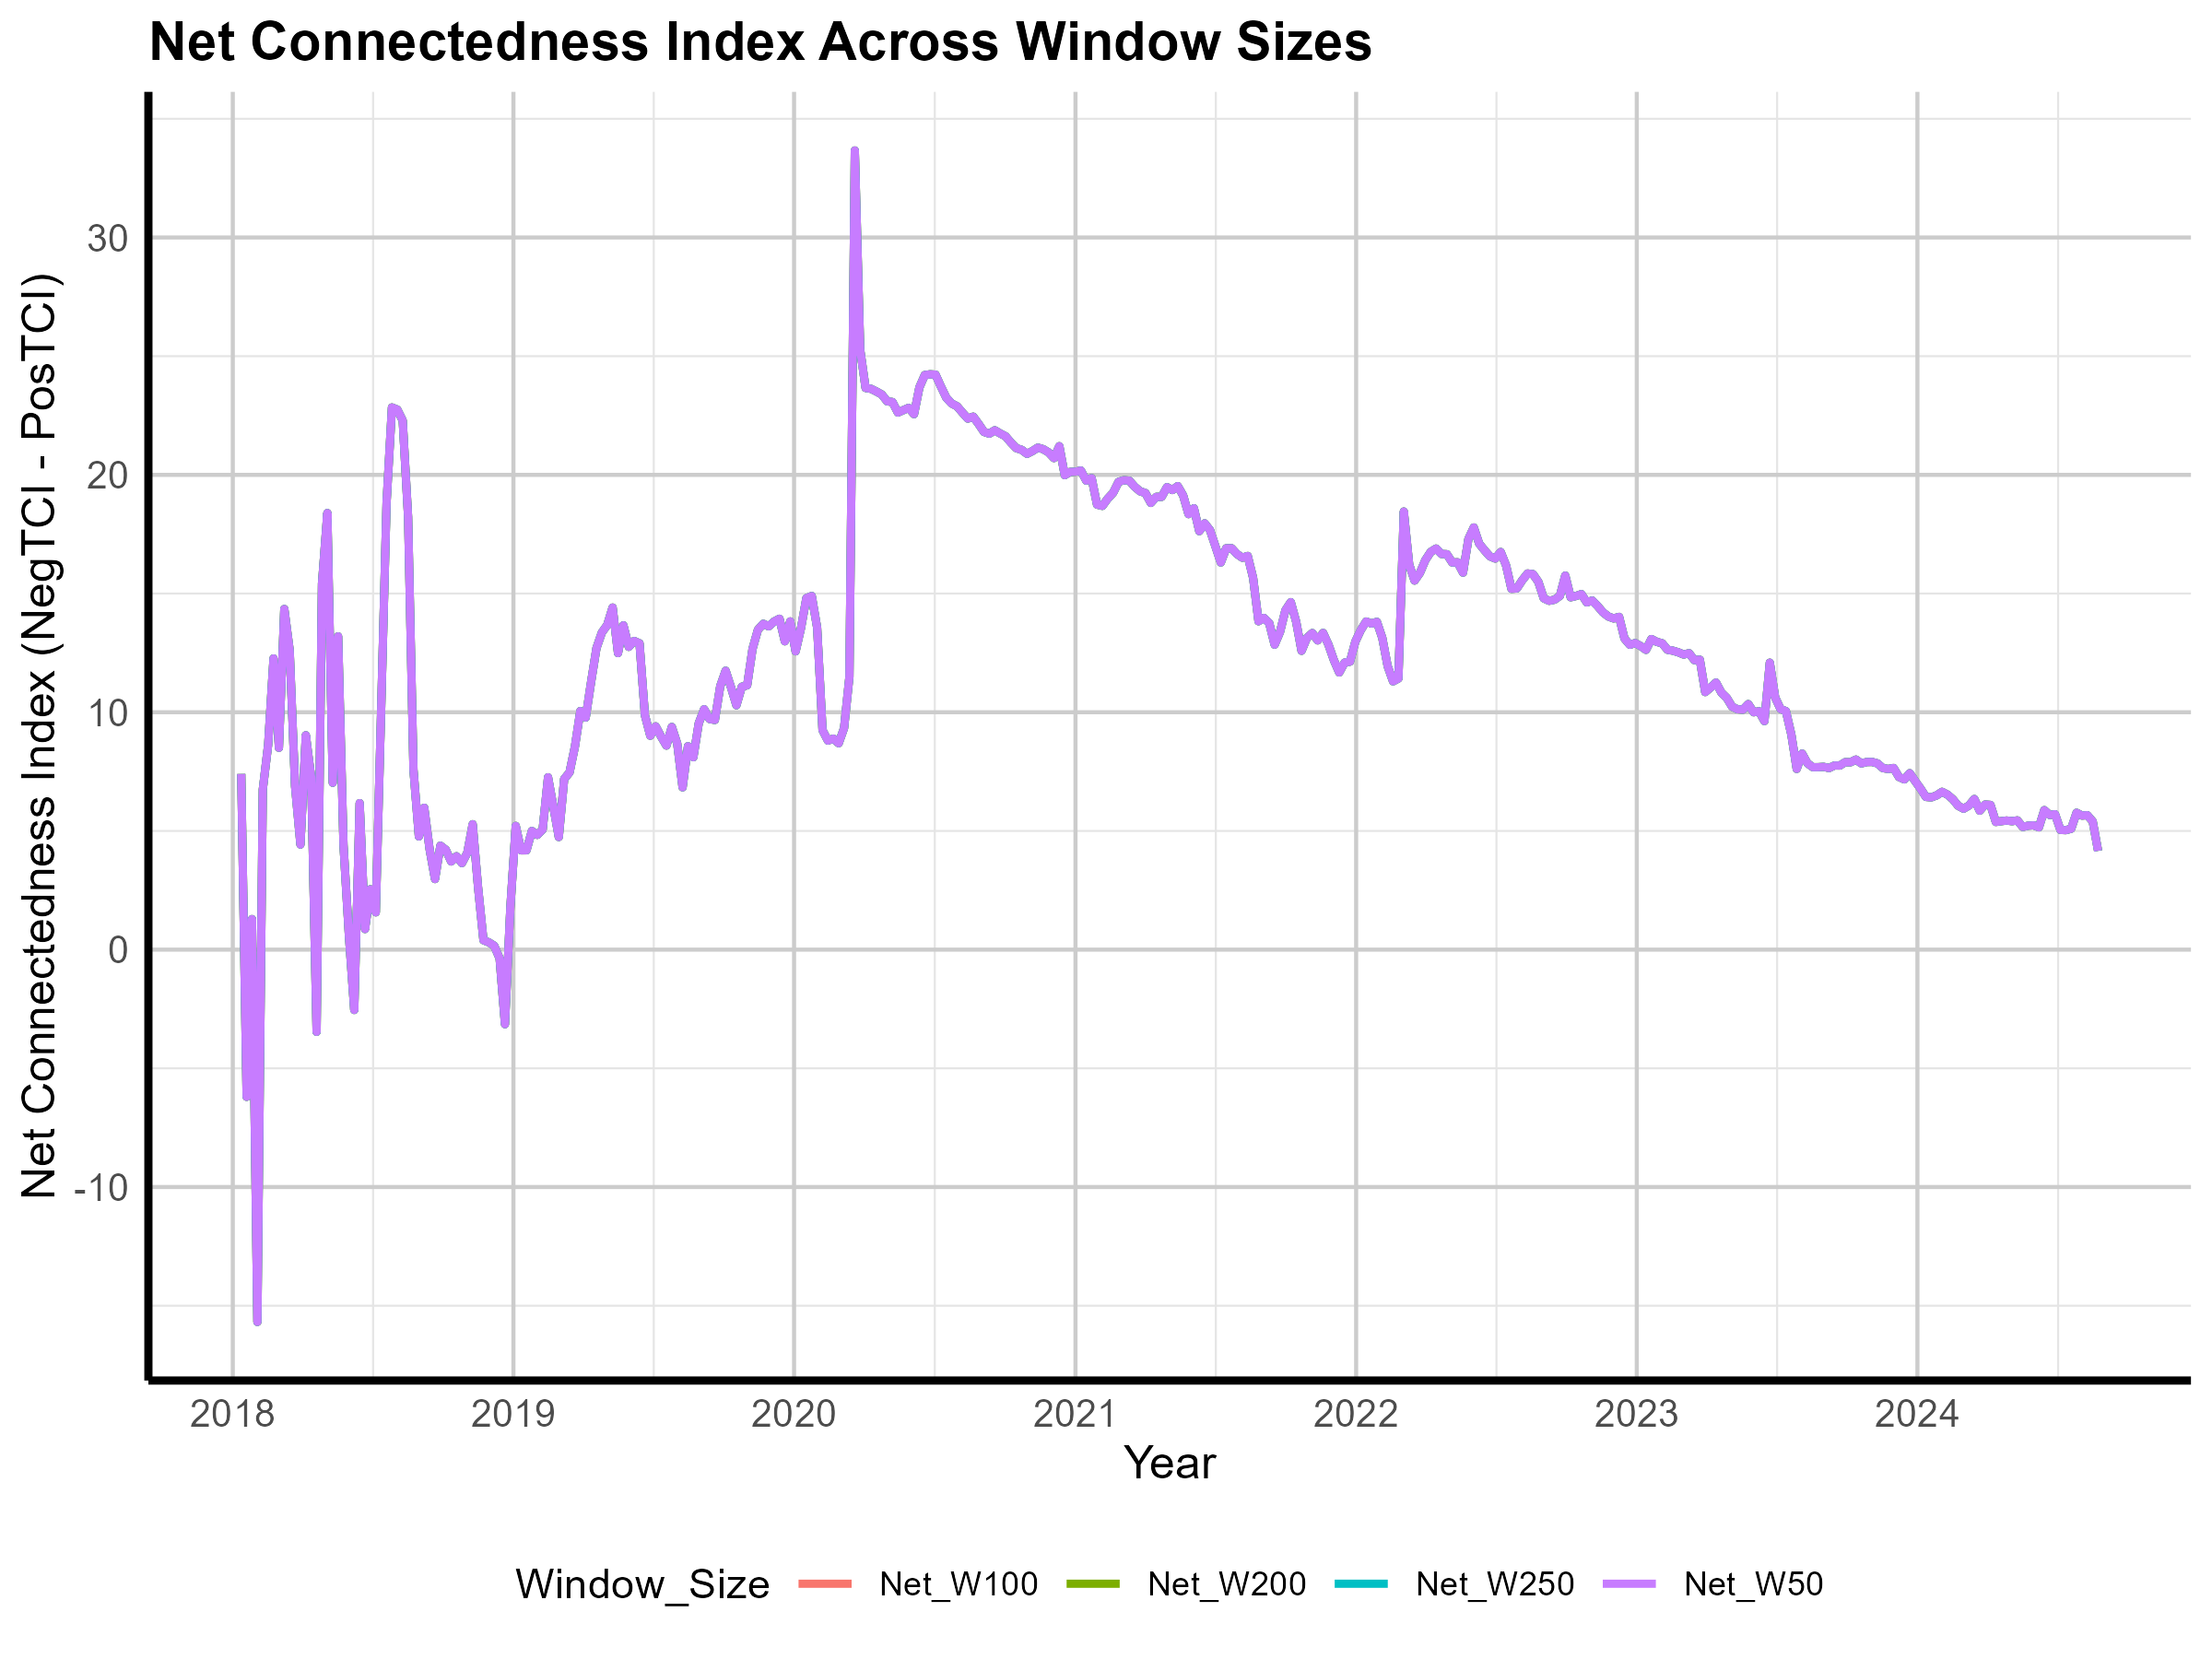 Net Connectedness Index Across Window Sizes
Net Connectedness Index (NegTCI - PosTCI)
30
20
10
0
-10
2018 2019 2020 2021 2022 2023 2024
Year
Window_Size Net_W100 Net_W200 Net_W250 Net_W50